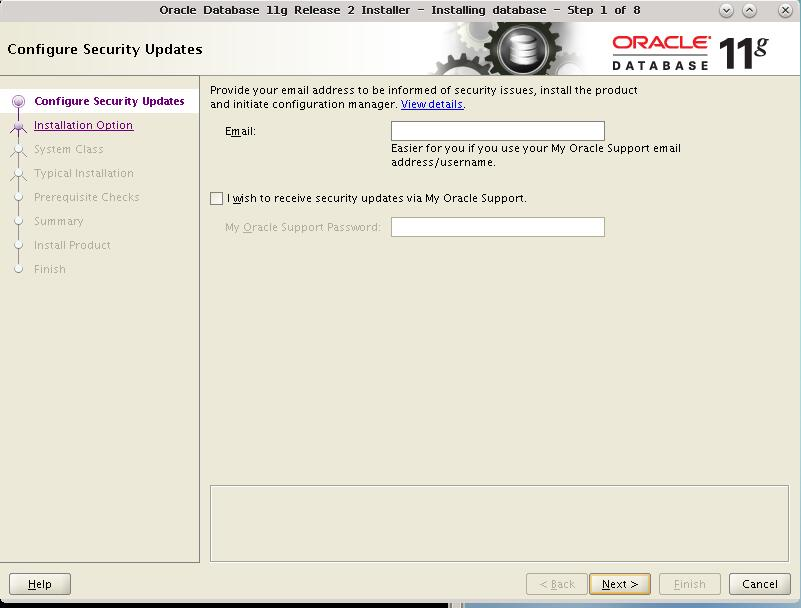 Oracle Database 11g Release 2 Installer - Installing database - Step 1 of 8
Configure Security Updates
ORACLE
DATABASE
11g
Configure Security Updates
Installation Option
System Class
Typical Installation
Prerequisite Checks
Summary
Install Product
Finish
Provide your email address to be informed of security issues, install the product
and initiate configuration manager. View details.
Email:
Easier for you if you use your My Oracle Support email
address/username.
I wish to receive security updates via My Oracle Support.
My Oracle Support Password:
Help
< Back
Next >
Finish
Cancel